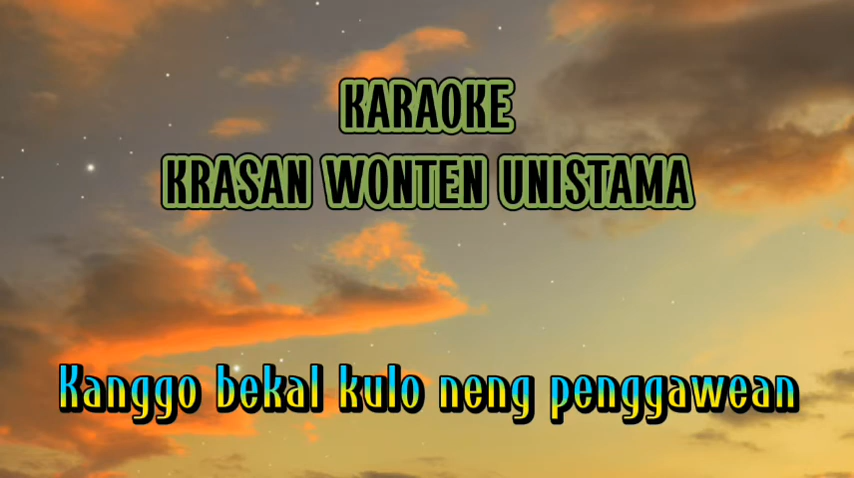 KARAOKE
KRASAN WONTEN UNISTAMA
Kanggo bekal kulo neng penggawean